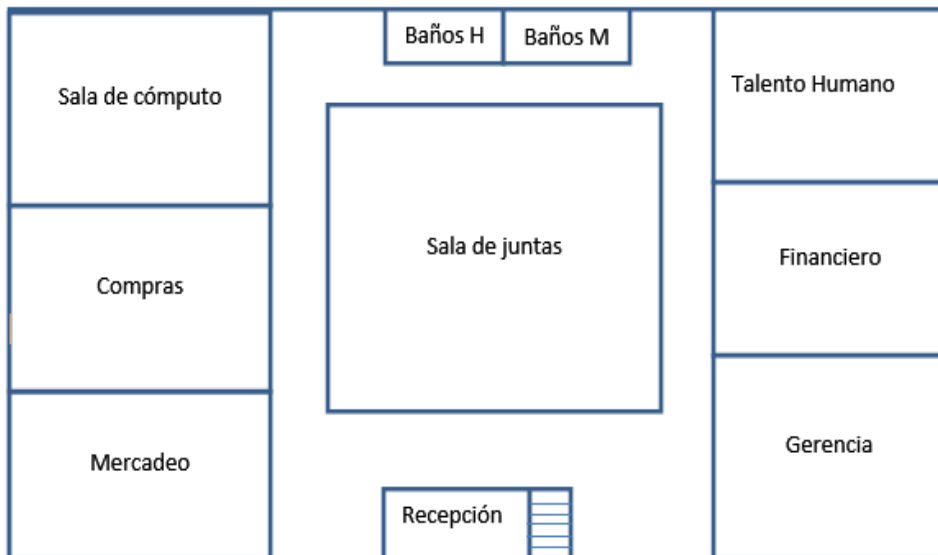 Baños H
Baños M
Sala de cómputo
Talento Humano
Sala de juntas
Financiero
Compras
Gerencia
Mercadeo
Recepción